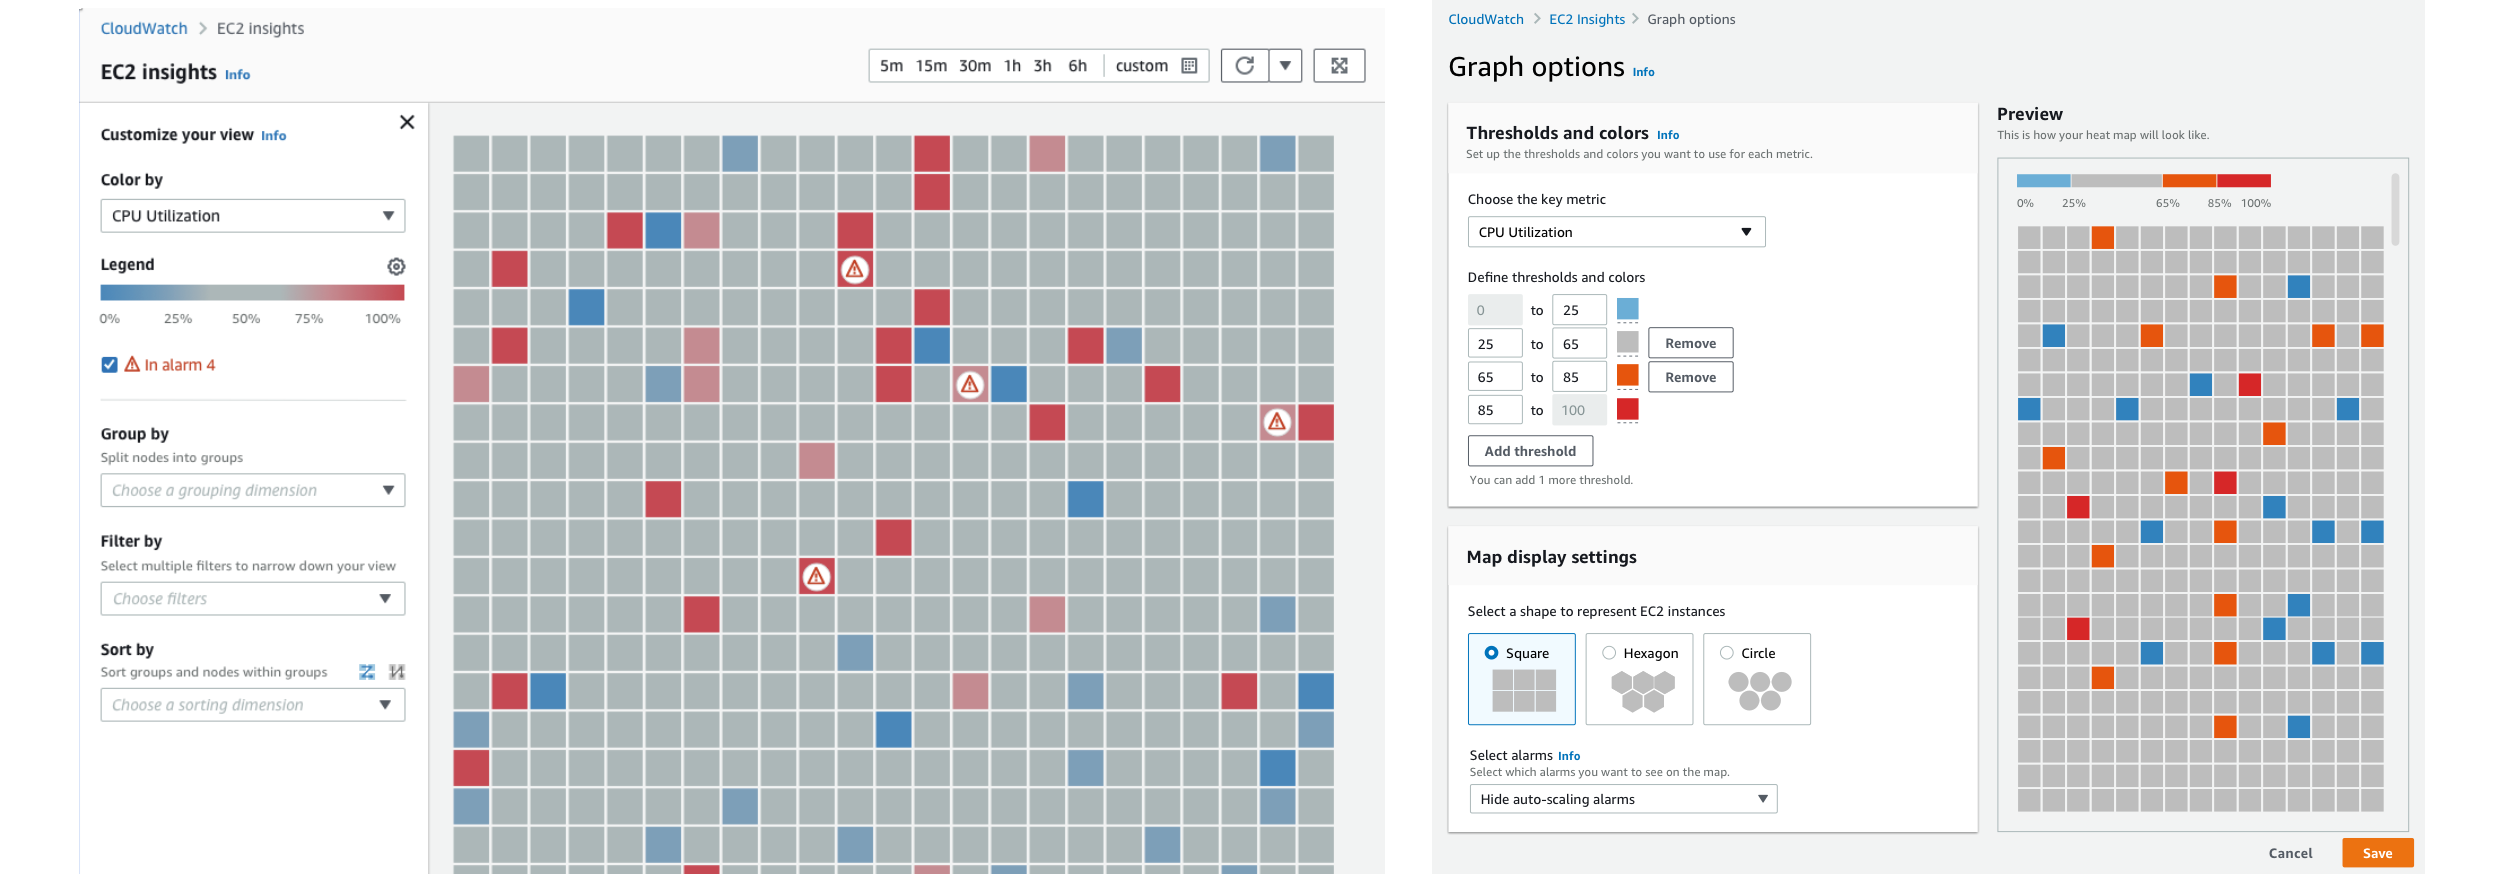 CloudWatch > EC2 insights
EC2 insights Info
5m 15m 30m 1h 3h 6h custom
Customize your view Info
Color by
CPU Utilization
Legend
0% 25% 50% 75% 100%
In alarm 4
Group by
Split nodes into groups
Choose a grouping dimension
Filter by
Select multiple filters to narrow down your view
Choose filters
Sort by
Sort groups and nodes within groups
Choose a sorting dimension
CloudWatch > EC2 Insights > Graph options
Graph options Info
Thresholds and colors Info
Set up the thresholds and colors you want to use for each metric.
Choose the key metric
CPU Utilization
Define thresholds and colors
0 to 25
25 to 65 Remove
65 to 85 Remove
85 to 100
Add threshold
You can add 1 more threshold.
Map display settings
Select a shape to represent EC2 instances
Square Hexagon Circle
Select alarms Info
Select which alarms you want to see on the map.
Hide auto-scaling alarms
Preview
This is how your heat map will look like.
0% 25% 65% 85% 100%
Cancel Save